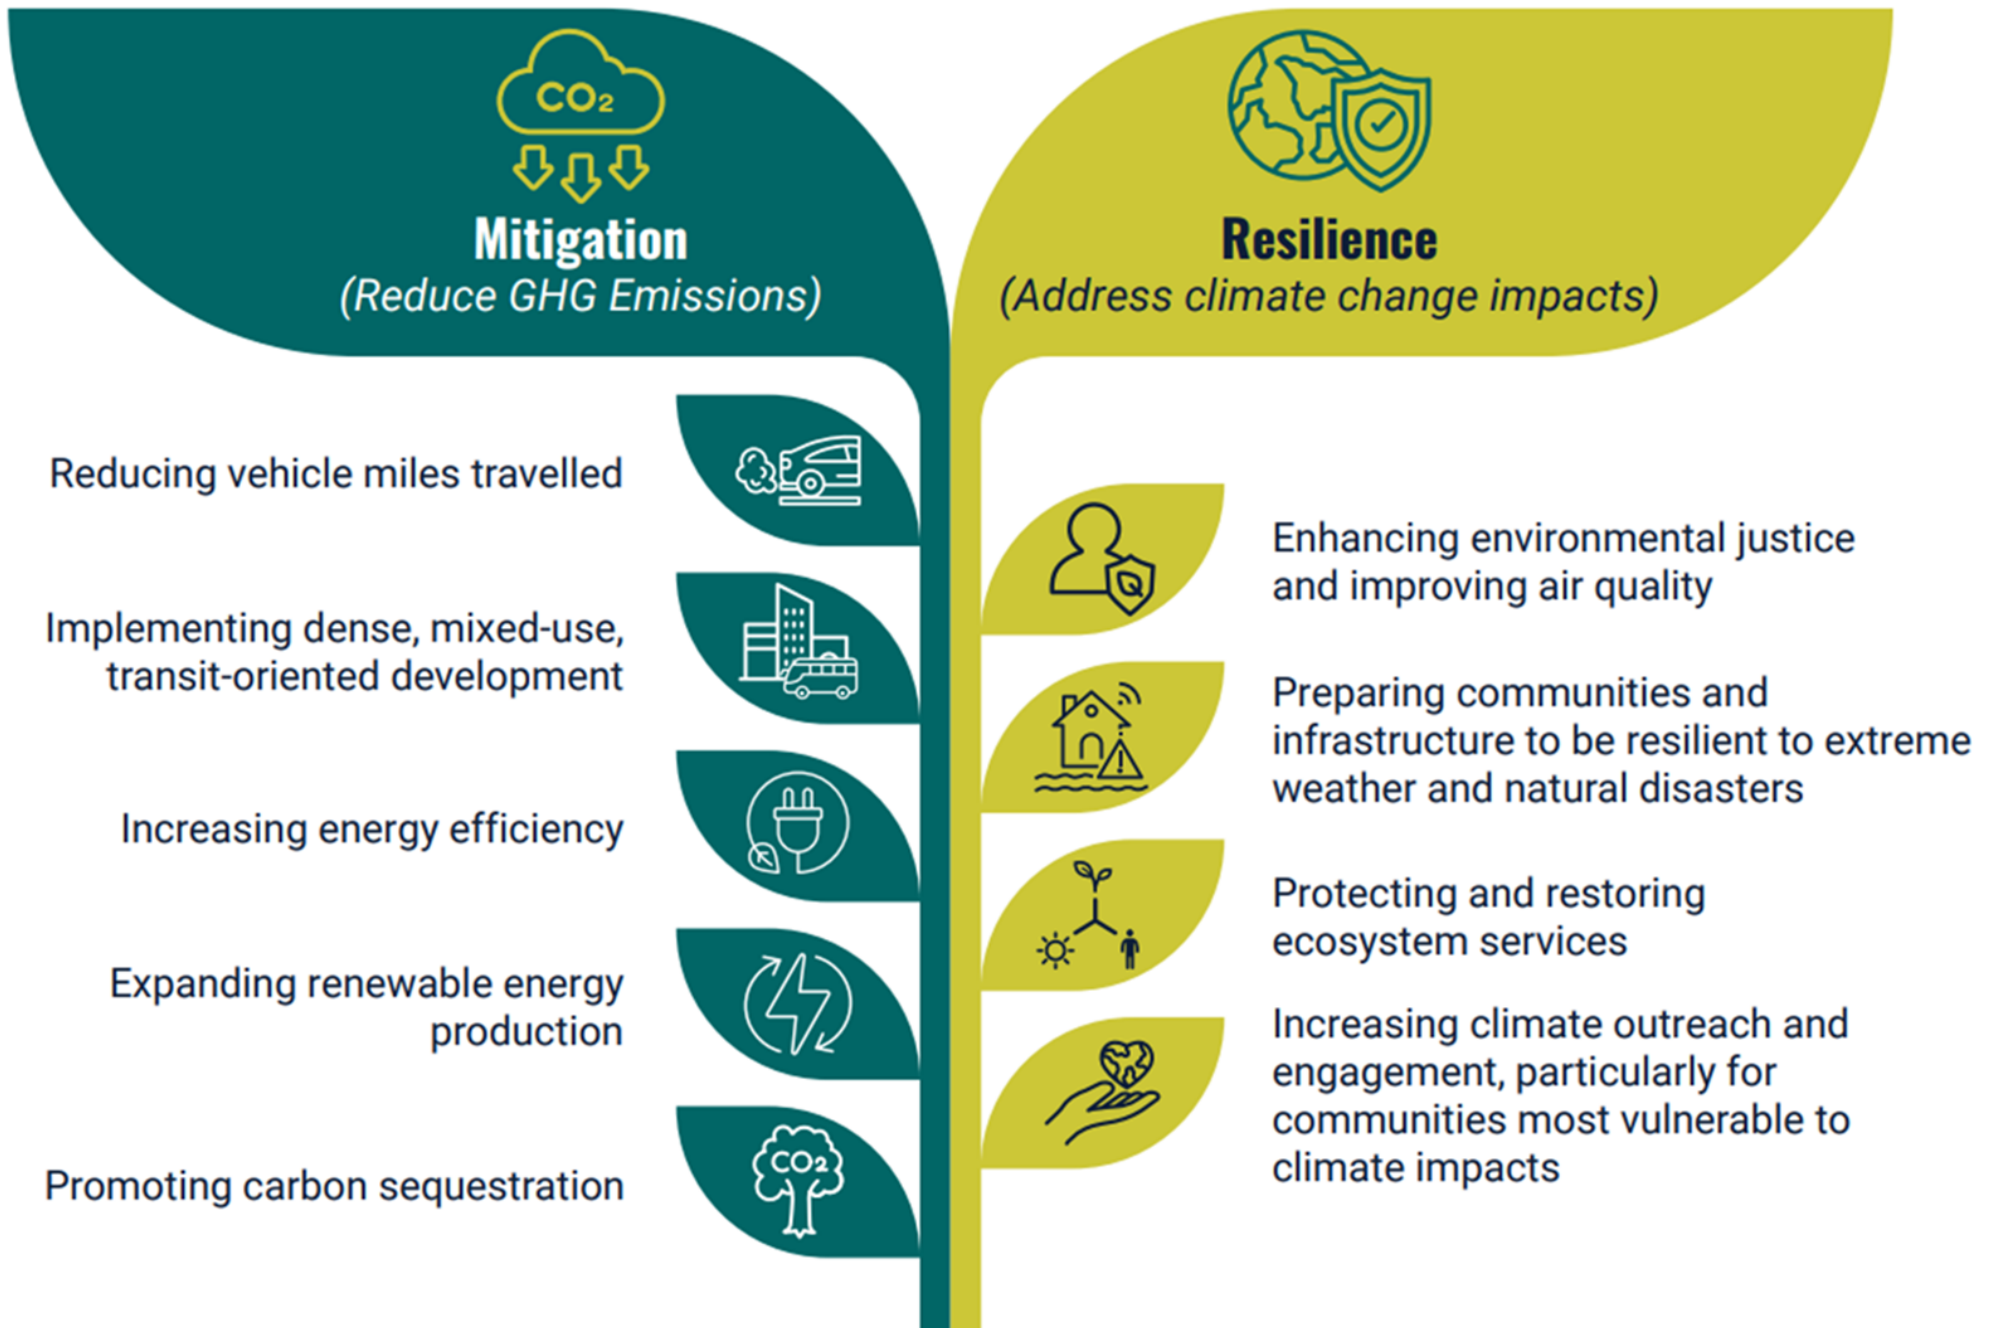 CO2
Mitigation
(Reduce GHG Emissions)
Reducing vehicle miles travelled
Implementing dense, mixed-use,
transit-oriented development
Increasing energy efficiency
Expanding renewable energy
production
CO2
Promoting carbon sequestration
Resilience
(Address climate change impacts)
Enhancing environmental justice
and improving air quality
Preparing communities and
infrastructure to be resilient to extreme
weather and natural disasters
Protecting and restoring
ecosystem services
Increasing climate outreach and
engagement, particularly for
communities most vulnerable to
climate impacts